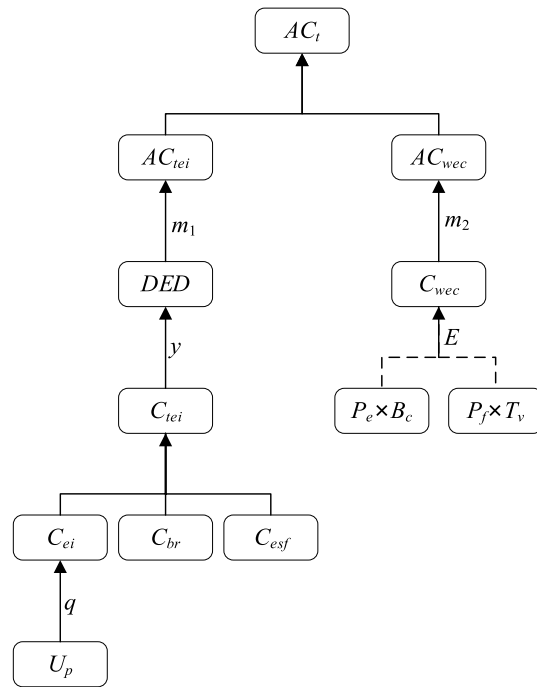 AC_t
AC_tei
AC_wec
m_1
m_2
DED
C_wec
y
E
C_tei
P_e×B_c
P_f×T_v
C_ei
C_br
C_esf
q
U_p